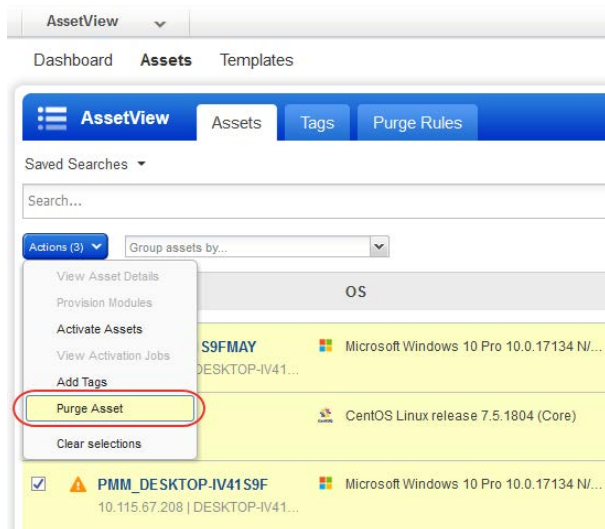 AssetView
Dashboard Assets Templates
AssetView Assets Tags Purge Rules
Saved Searches
Search...
Actions (3) Group assets by...
View Asset Details
OS
Provision Modules
Activate Assets
S9FMAY Microsoft Windows 10 Pro 10.0.17134 N/...
View Activation Jobs
DESKTOP-IV41...
Add Tags
Purge Asset
CentOS Linux release 7.5.1804 (Core)
Clear selections
PMM_DESKTOP-IV41S9F Microsoft Windows 10 Pro 10.0.17134 N/...
10.115.67.208 | DESKTOP-IV41...